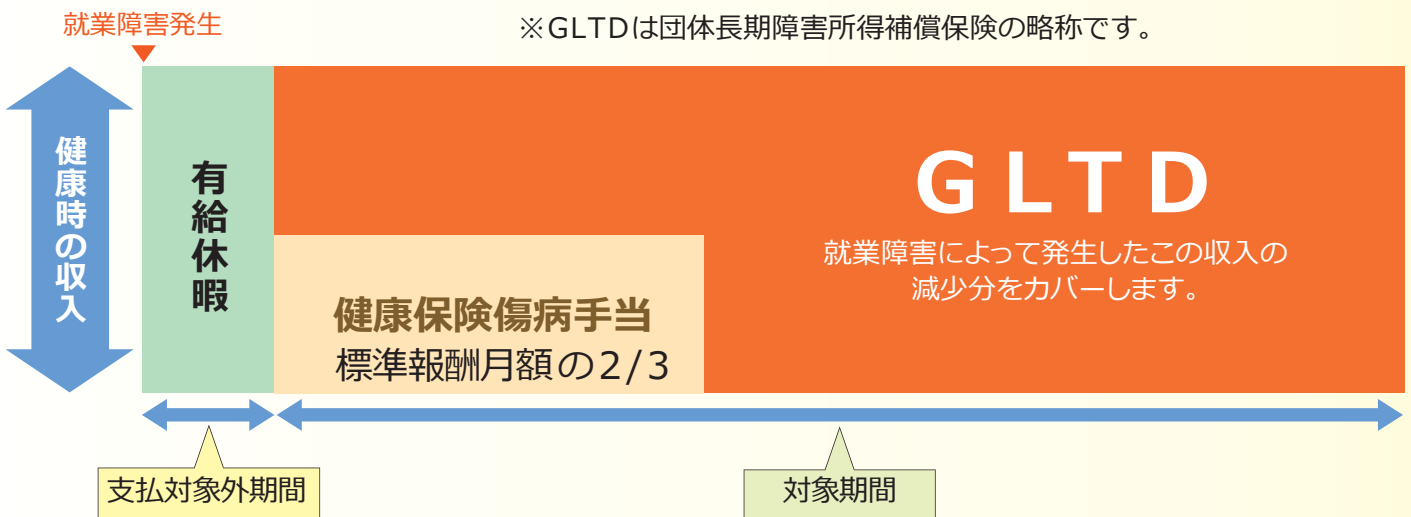 就業障害発生
※GLTDは団体長期障害所得補償保険の略称です。
健康時の収入
有給休暇
GLTD
就業障害によって発生したこの収入の
減少分をカバーします。
健康保険傷病手当
標準報酬月額の2/3
支払対象外期間
対象期間